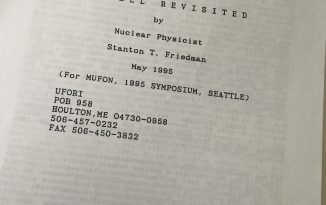 L L   R E V I S I T E D
by
Nuclear Physicist
Stanton T. Friedman
May 1995
(For MUFON, 1995 SYMPOSIUM, SEATTLE)
UFORI
POB 958
HOULTON,ME 04730-0958
506-457-0232
FAX 506-450-3832